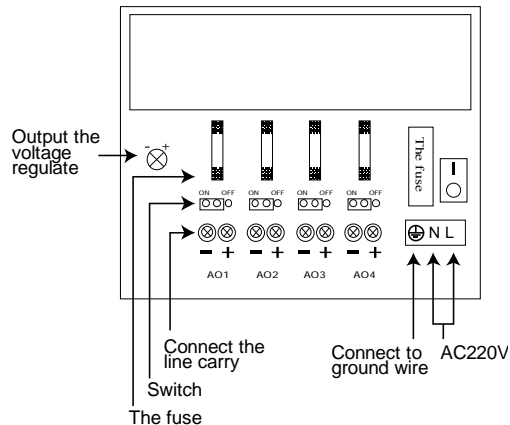 Output the
voltage
regulate
- +
The fuse
ON OFF ON OFF ON OFF ON OFF
N L
- + - + - + - +
AO1 AO2 AO3 AO4
Connect the
line carry
Connect to
ground wire
AC220V
Switch
The fuse